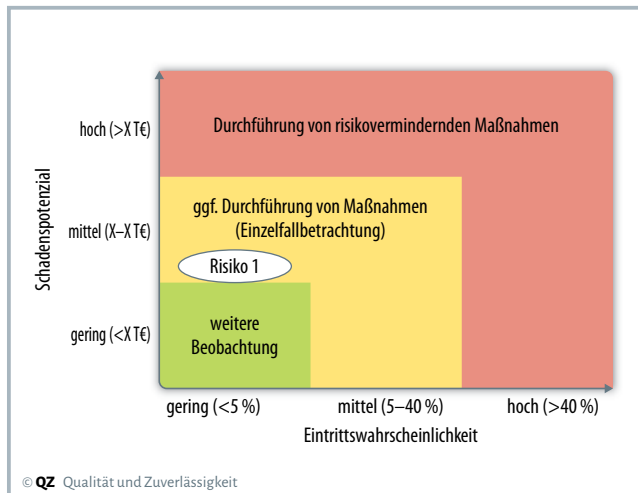 hoch (>X T€)
Durchführung von risikovermindernden Maßnahmen
Schadenspotenzial
mittel (X–X T€)
ggf. Durchführung von Maßnahmen
(Einzelfallbetrachtung)
Risiko 1
gering (<X T€)
weitere
Beobachtung
gering (<5 %)
mittel (5–40 %)
hoch (>40 %)
Eintrittswahrscheinlichkeit
© QZ Qualität und Zuverlässigkeit